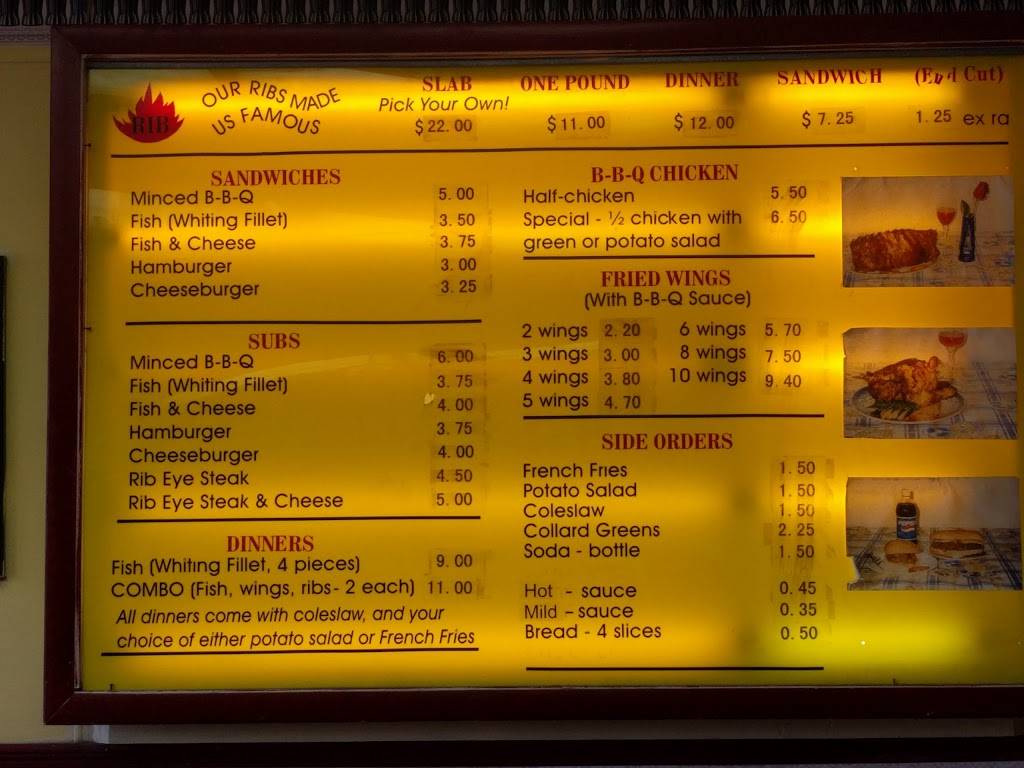 RIB
OUR RIBS MADE
US FAMOUS
SLAB ONE POUND DINNER SANDWICH (End Cut)
Pick Your Own!
$ 22.00 $ 11.00 $ 12.00 $ 7.25 1.25 ex ra
SANDWICHES
Minced B-B-Q 5.00
Fish (Whiting Fillet) 3.50
Fish & Cheese 3.75
Hamburger 3.00
Cheeseburger 3.25
SUBS
Minced B-B-Q 6.00
Fish (Whiting Fillet) 3.75
Fish & Cheese 4.00
Hamburger 3.75
Cheeseburger 4.00
Rib Eye Steak 4.50
Rib Eye Steak & Cheese 5.00
DINNERS
Fish (Whiting Fillet, 4 pieces) 9.00
COMBO (Fish, wings, ribs- 2 each) 11.00
All dinners come with coleslaw, and your
choice of either potato salad or French Fries
B-B-Q CHICKEN
Half-chicken 5.50
Special - ½ chicken with 6.50
green or potato salad
FRIED WINGS
(With B-B-Q Sauce)
2 wings 2.20 6 wings 5.70
3 wings 3.00 8 wings 7.50
4 wings 3.80 10 wings 9.40
5 wings 4.70
SIDE ORDERS
French Fries 1.50
Potato Salad 1.50
Coleslaw 1.50
Collard Greens 2.25
Soda - bottle 1.50
Hot - sauce 0.45
Mild - sauce 0.35
Bread - 4 slices 0.50